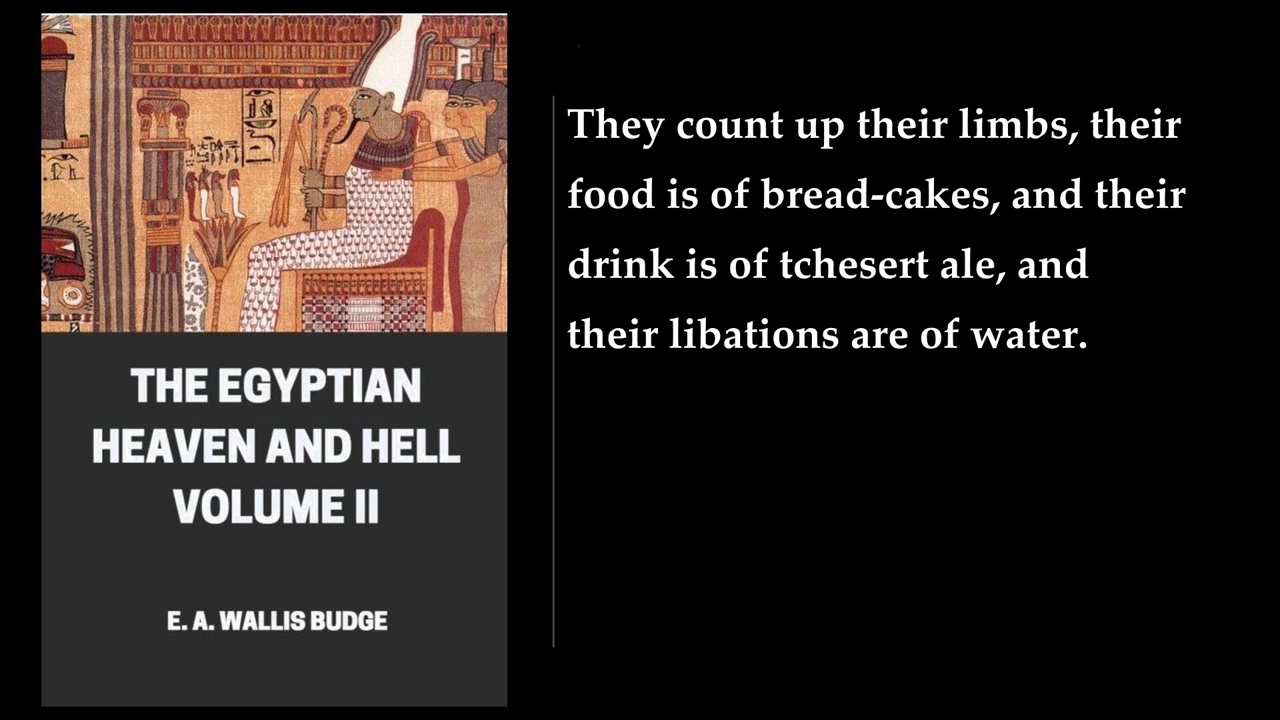 THE EGYPTIAN
HEAVEN AND HELL
VOLUME II
E. A. WALLIS BUDGE
They count up their limbs, their
food is of bread-cakes, and their
drink is of tchesert ale, and
their libations are of water.